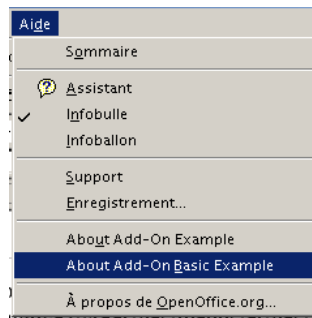 Aide
Sommaire
Assistant
Infobulle
Infoballon
Support
Enregistrement...
About Add-On Example
About Add-On Basic Example
À propos de OpenOffice.org...